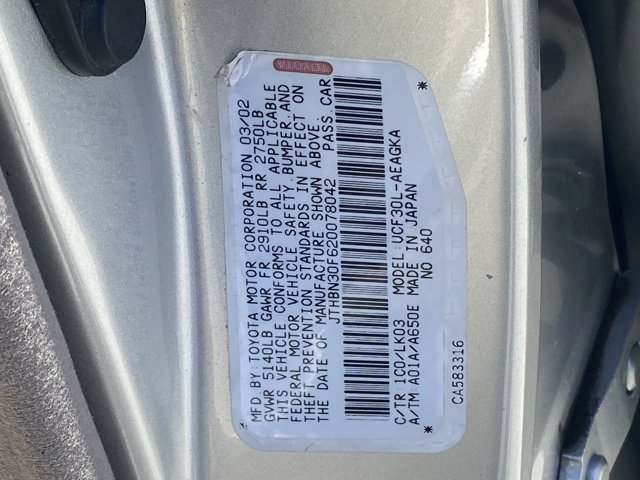 MFD.BY:TOYOTA MOTOR CORPORATION 03/02
GVWR 5140LB GAWR FR 2910LB RR 2750LB
THIS VEHICLE CONFORMS TO ALL APPLICABLE
FEDERAL MOTOR VEHICLE SAFETY,BUMPER,AND
THEFT PREVENTION STANDARDS IN EFFECT ON
THE DATE OF MANUFACTURE SHOWN ABOVE.
JTHBN30F620078042 PASS.CAR
C/TR:100/LK03 MODEL:UCF30L-AEAGKA
A/TM:A01A/A650E MADE IN JAPAN
NO 640
CA583316